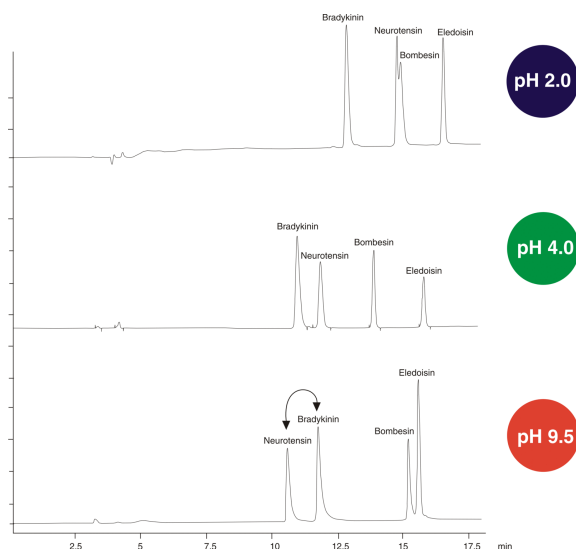 Bradykinin
Neurotensin
Eledoisin
Bombesin
pH 2.0
Bradykinin
Neurotensin
Bombesin
Eledoisin
pH 4.0
Eledoisin
Bradykinin
Neurotensin
Bombesin
pH 9.5
2.5 5 7.5 10 12.5 15 17.5 min